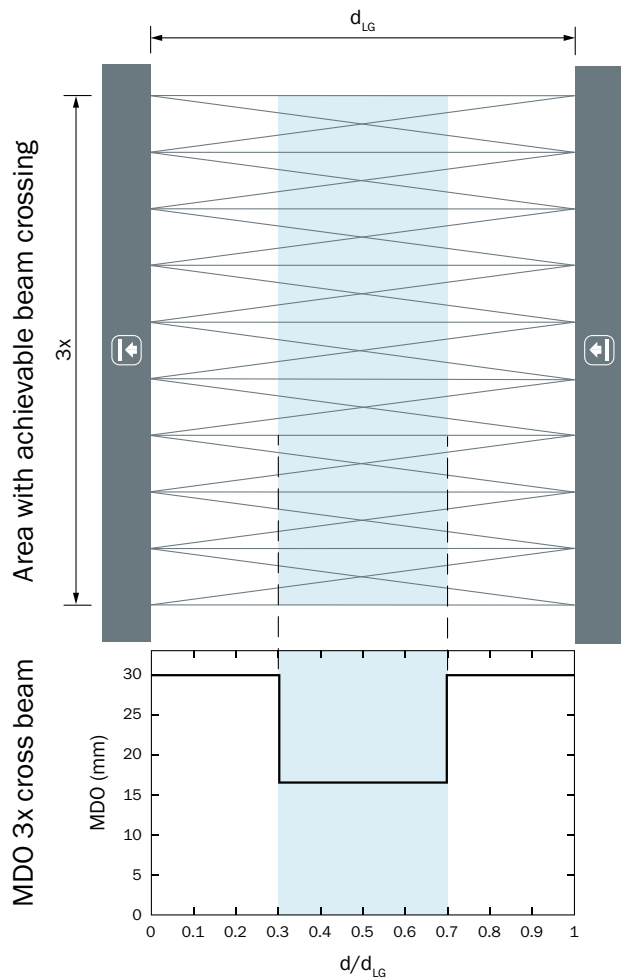 d_LG
Area with achievable beam crossing
3x
MDO 3x cross beam
MDO (mm)
30
25
20
15
10
5
0
0 0.1 0.2 0.3 0.4 0.5 0.6 0.7 0.8 0.9 1
d/d_LG